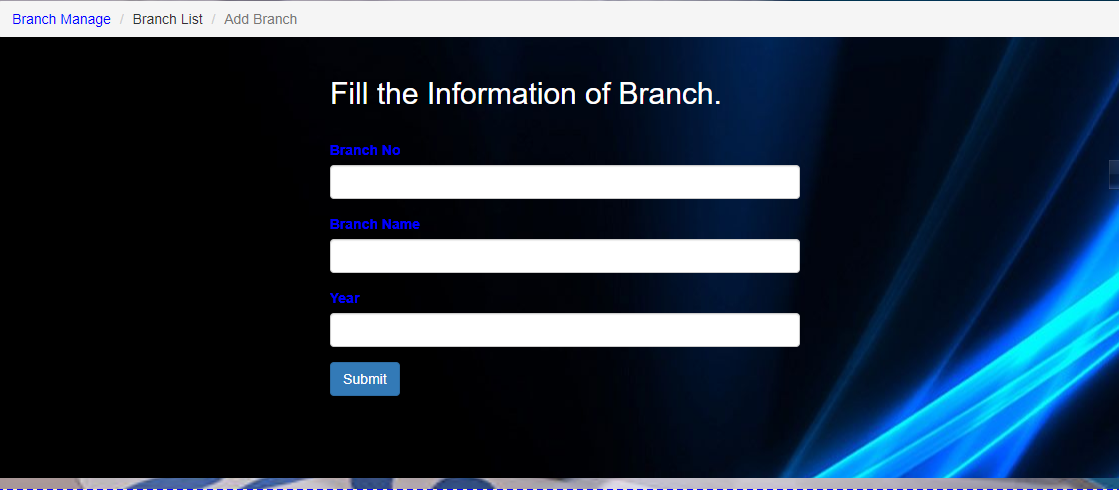 Branch Manage / Branch List / Add Branch
Fill the Information of Branch.
Branch No
Branch Name
Year
Submit